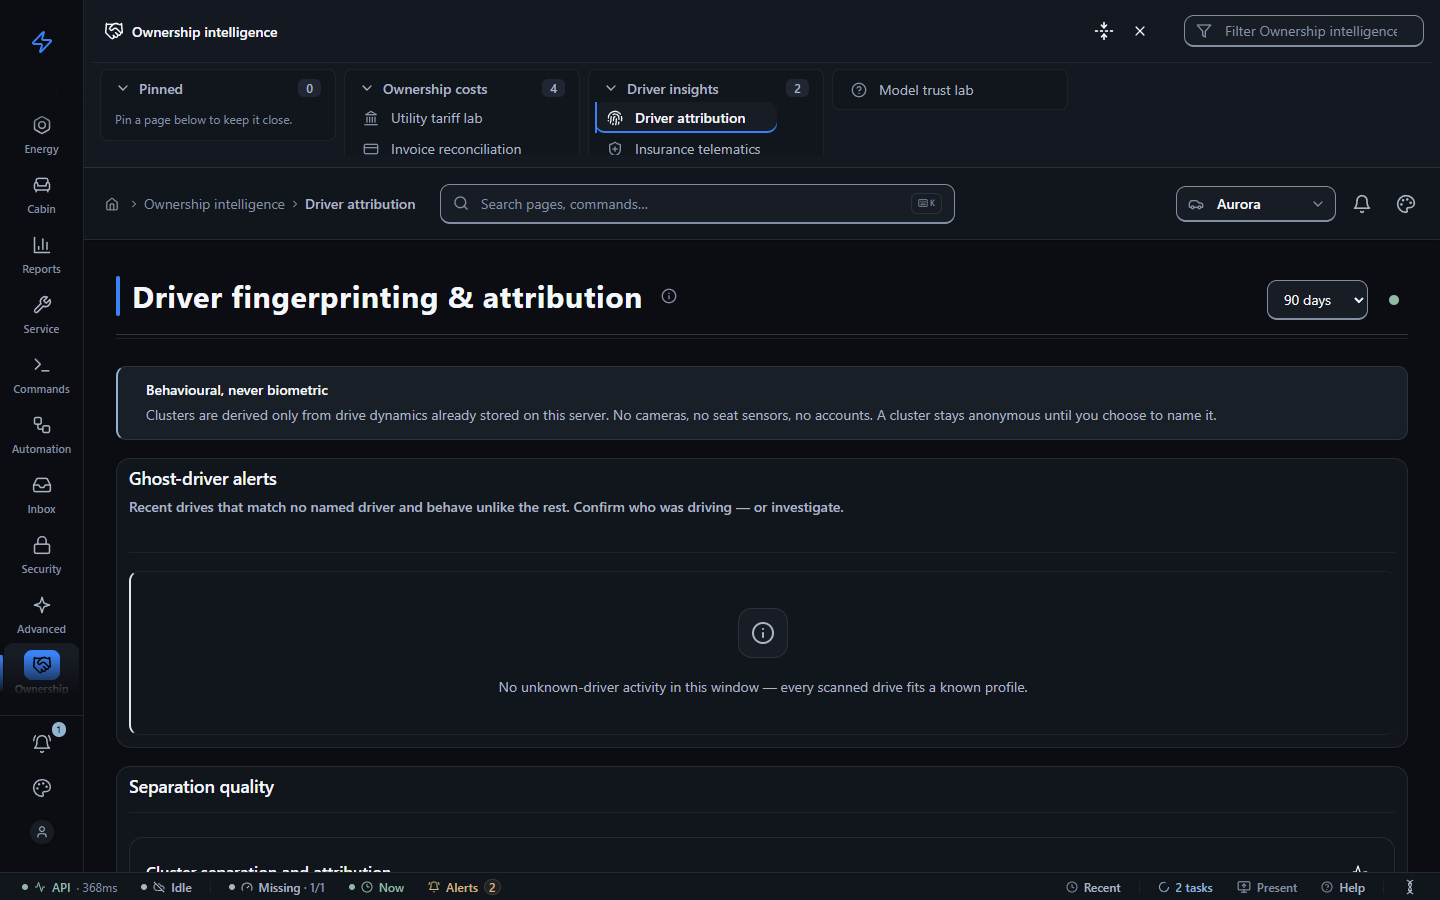 Ownership intelligence
Filter Ownership intelligence
Pinned 0
Pin a page below to keep it close.
Ownership costs 4
Utility tariff lab
Invoice reconciliation
Driver insights 2
Driver attribution
Insurance telematics
Model trust lab
Energy
Cabin
Reports
Service
Commands
Automation
Inbox
Security
Advanced
Ownership
1
Ownership intelligence > Driver attribution
Search pages, commands...
K
Aurora
Driver fingerprinting & attribution
90 days
Behavioural, never biometric
Clusters are derived only from drive dynamics already stored on this server. No cameras, no seat sensors, no accounts. A cluster stays anonymous until you choose to name it.
Ghost-driver alerts
Recent drives that match no named driver and behave unlike the rest. Confirm who was driving — or investigate.
No unknown-driver activity in this window — every scanned drive fits a known profile.
Separation quality
Cluster separation and attribution
API · 368ms
Idle
Missing · 1/1
Now
Alerts 2
Recent
2 tasks
Present
Help